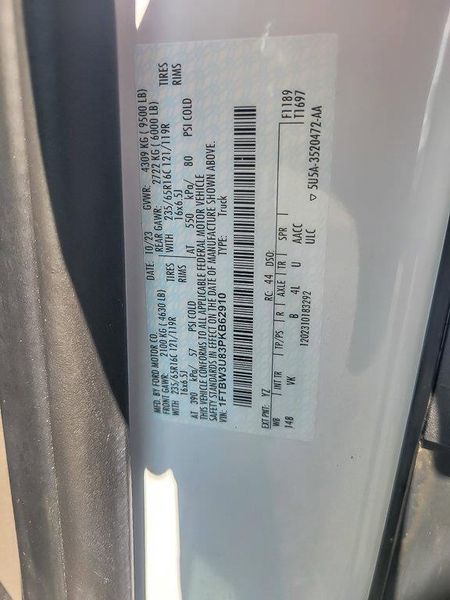 MFD. BY FORD MOTOR CO.
DATE: 10/23 GVWR: 4309 KG ( 9500 LB)
FRONT GAWR: 2100 KG ( 4630 LB)
REAR GAWR: 2722 KG ( 6000 LB)
WITH 235/65R16C 121/119R TIRES
WITH 235/65R16C 121/119R TIRES
16x6.5J RIMS
16x6.5J RIMS
AT 390 kPa/ 57 PSI COLD
AT 550 kPa/ 80 PSI COLD
THIS VEHICLE CONFORMS TO ALL APPLICABLE FEDERAL MOTOR VEHICLE
SAFETY STANDARDS IN EFFECT ON THE DATE OF MANUFACTURE SHOWN ABOVE.
VIN: 1FTBW3U83PKB62910
TYPE: Truck
F1189
T1697
EXT PNT: YZ RC: 44 DSO:
WB INT TR TP/PS R AXLE TR SPR
148 VK B 4L U AACC
1202310183292 UTC
▽ 5U5A-3520472-AA